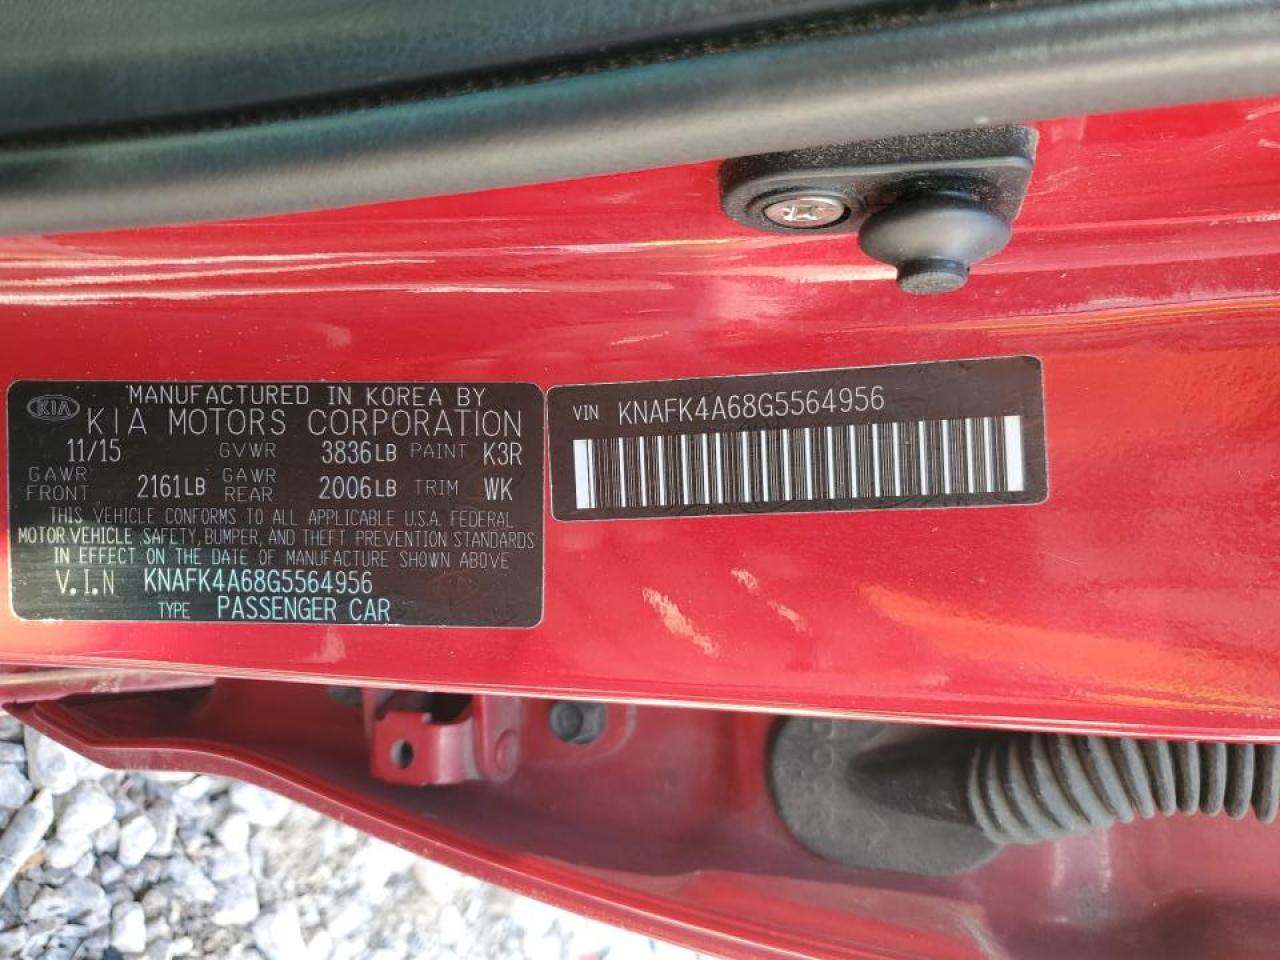 MANUFACTURED IN KOREA BY
KIA KIA MOTORS CORPORATION
11/15 GVWR 3836LB PAINT K3R
GAWR FRONT 2161LB GAWR REAR 2006LB TRIM WK
THIS VEHICLE CONFORMS TO ALL APPLICABLE U.S.A. FEDERAL
MOTOR VEHICLE SAFETY, BUMPER, AND THEFT PREVENTION STANDARDS
IN EFFECT ON THE DATE OF MANUFACTURE SHOWN ABOVE
V.I.N KNAFK4A68G5564956
TYPE PASSENGER CAR
VIN KNAFK4A68G5564956